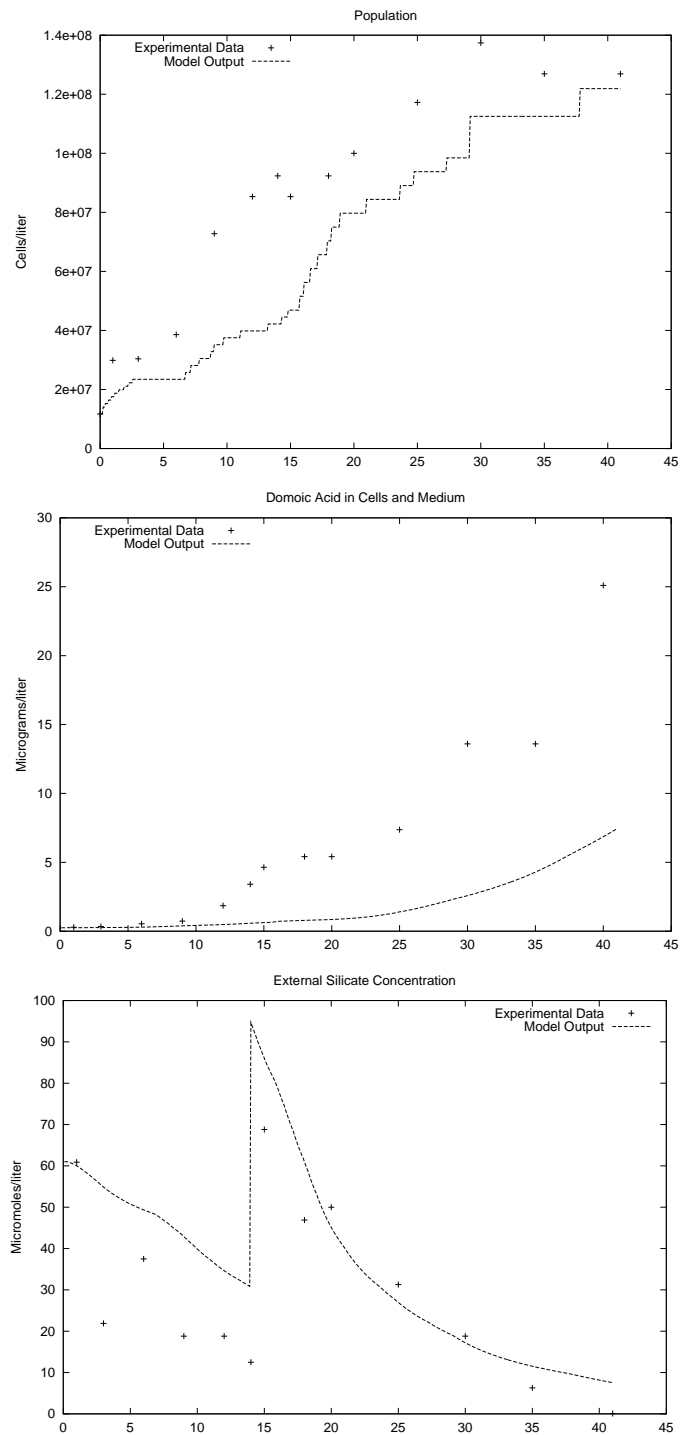 Population
1.4e+08
Experimental Data
Model Output
1.2e+08
1e+08
8e+07
Cells/liter
6e+07
4e+07
2e+07
0
0 5 10 15 20 25 30 35 40 45
Domoic Acid in Cells and Medium
30
Experimental Data
Model Output
25
20
Micrograms/liter
15
10
5
0
0 5 10 15 20 25 30 35 40 45
External Silicate Concentration
100
Experimental Data
Model Output
90
80
70
60
Micromoles/liter
50
40
30
20
10
0
0 5 10 15 20 25 30 35 40 45